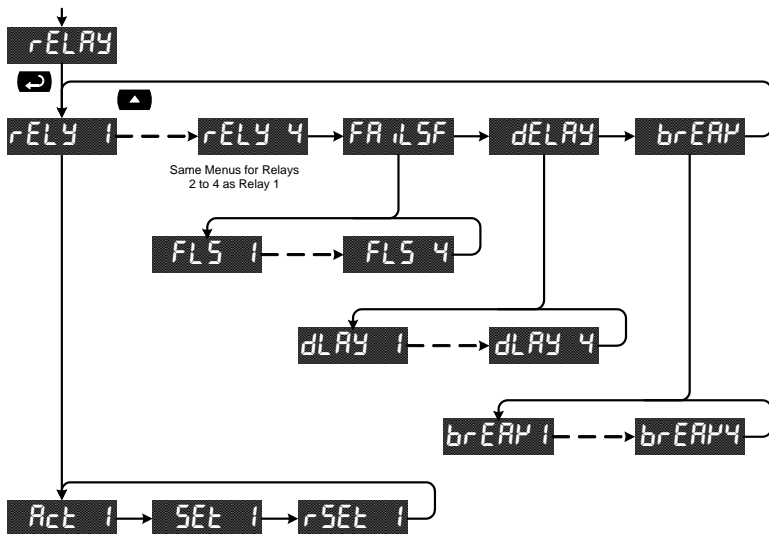 rELAY
rELY 1
rELY 4
FAiLSF
dELAY
brEAK
Same Menus for Relays
2 to 4 as Relay 1
FLS 1
FLS 4
dLAY 1
dLAY 4
brEAK1
brEAK4
Act 1
SEt 1
rSEt 1